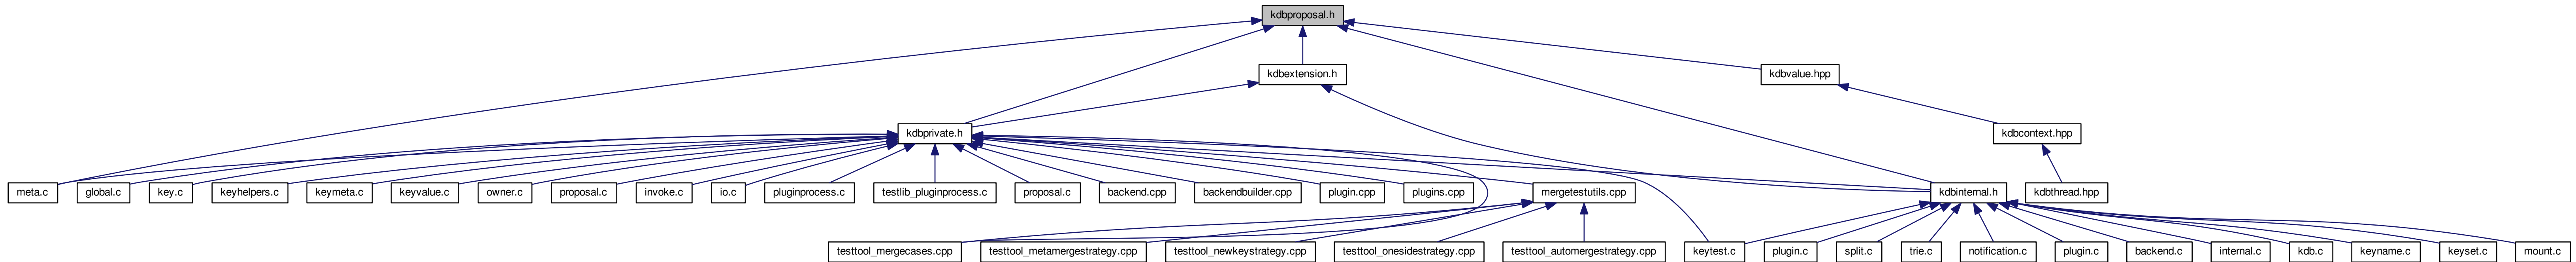 kdbproposal.h
kdbextension.h
kdbvalue.hpp
kdbprivate.h
kdbcontext.hpp
meta.c
global.c
key.c
keyhelpers.c
keymeta.c
keyvalue.c
owner.c
proposal.c
invoke.c
io.c
pluginprocess.c
testlib_pluginprocess.c
proposal.c
backend.cpp
backendbuilder.cpp
plugin.cpp
plugins.cpp
mergetestutils.cpp
kdbinternal.h
kdbthread.hpp
testtool_mergecases.cpp
testtool_metamergestrategy.cpp
testtool_newkeystrategy.cpp
testtool_onesidestrategy.cpp
testtool_automergestrategy.cpp
keytest.c
plugin.c
split.c
trie.c
notification.c
plugin.c
backend.c
internal.c
kdb.c
keyname.c
keyset.c
mount.c